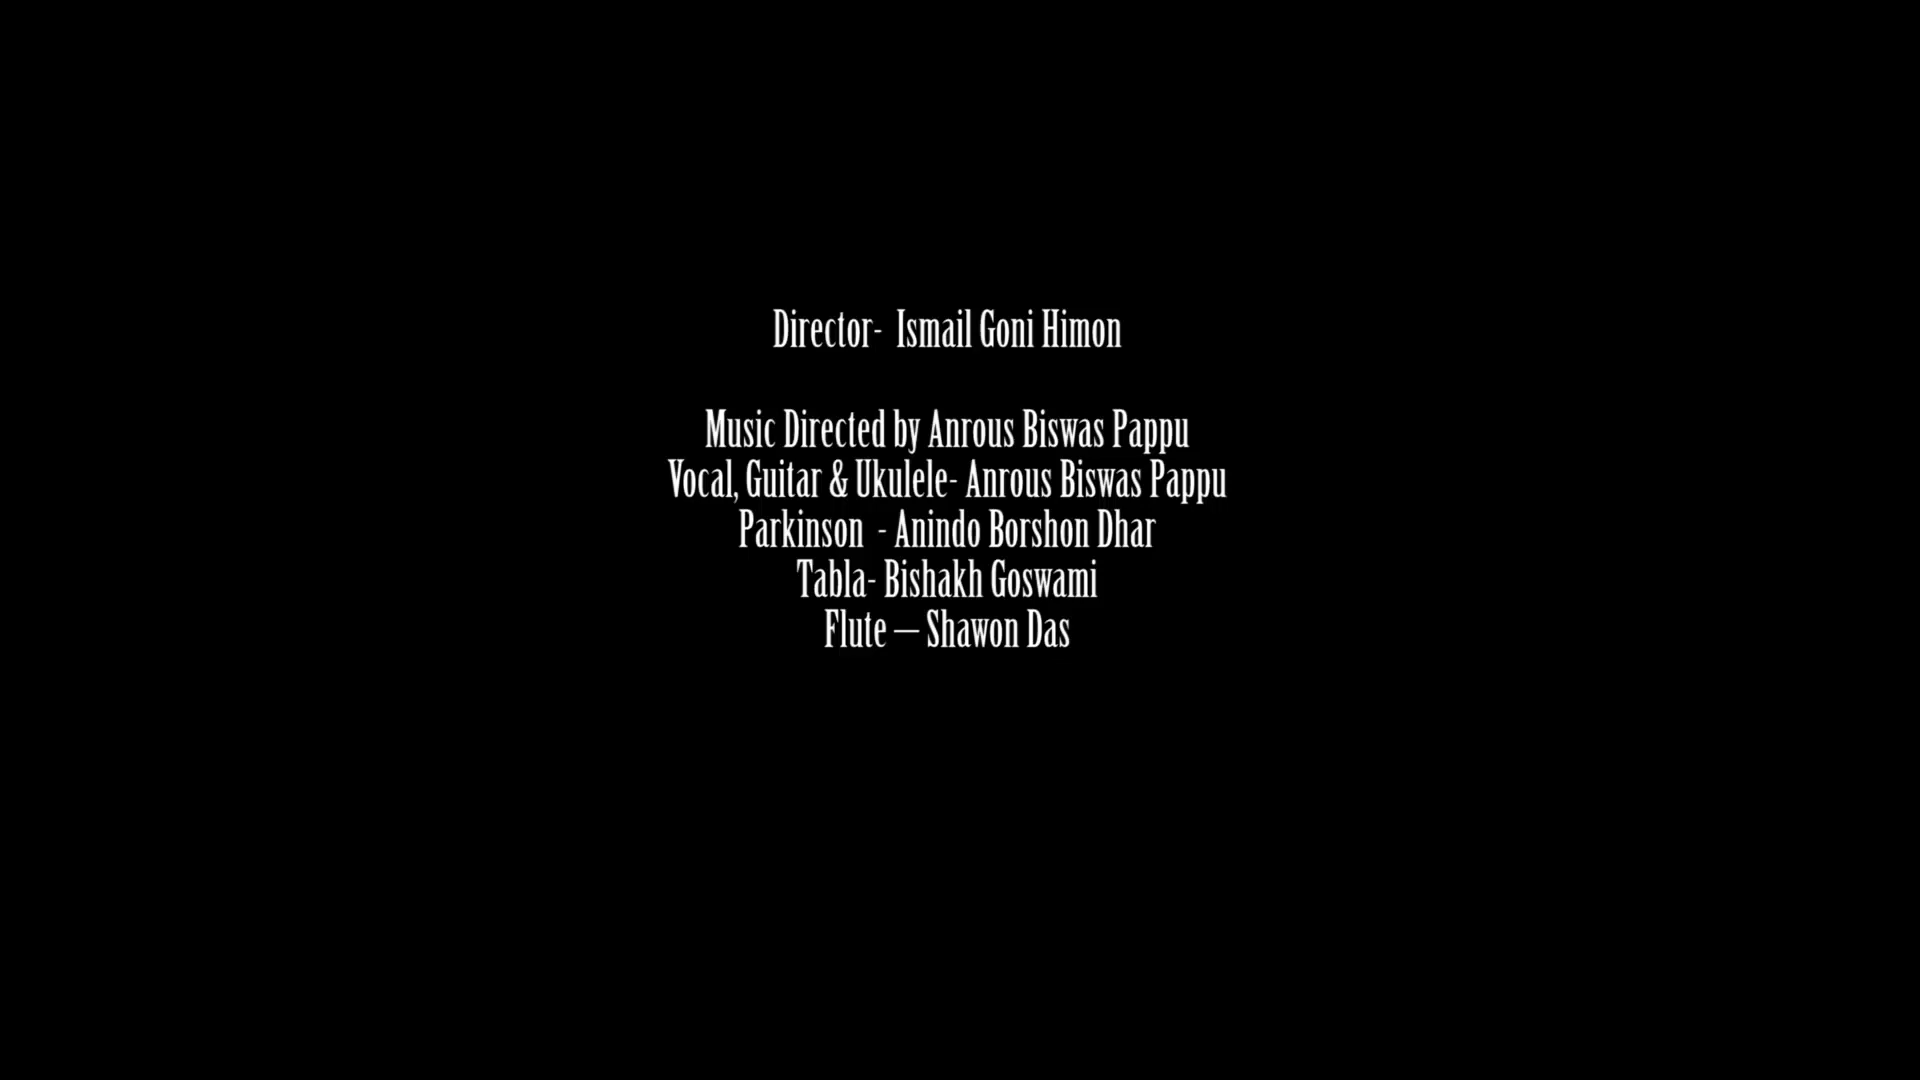 Director-  Ismail Goni Himon
Music Directed by Anrous Biswas Pappu
Vocal, Guitar & Ukulele- Anrous Biswas Pappu
Parkinson  - Anindo Borshon Dhar
Tabla- Bishakh Goswami
Flute – Shawon Das